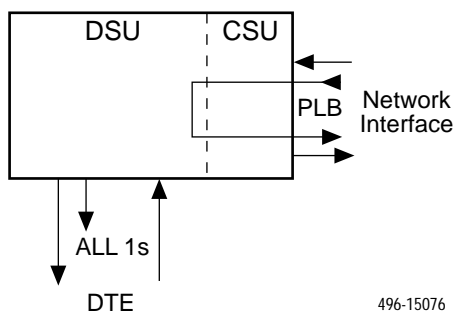 DSU CSU
PLB
Network
Interface
ALL 1s
DTE
496-15076